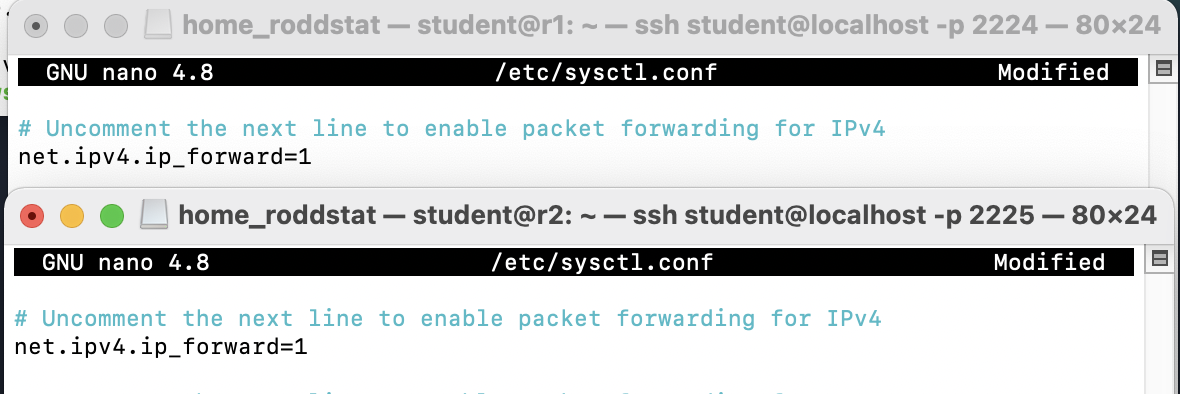 home_roddstat — student@r1: ~ — ssh student@localhost -p 2224 — 80×24
GNU nano 4.8 /etc/sysctl.conf Modified
# Uncomment the next line to enable packet forwarding for IPv4
net.ipv4.ip_forward=1
home_roddstat — student@r2: ~ — ssh student@localhost -p 2225 — 80×24
GNU nano 4.8 /etc/sysctl.conf Modified
# Uncomment the next line to enable packet forwarding for IPv4
net.ipv4.ip_forward=1